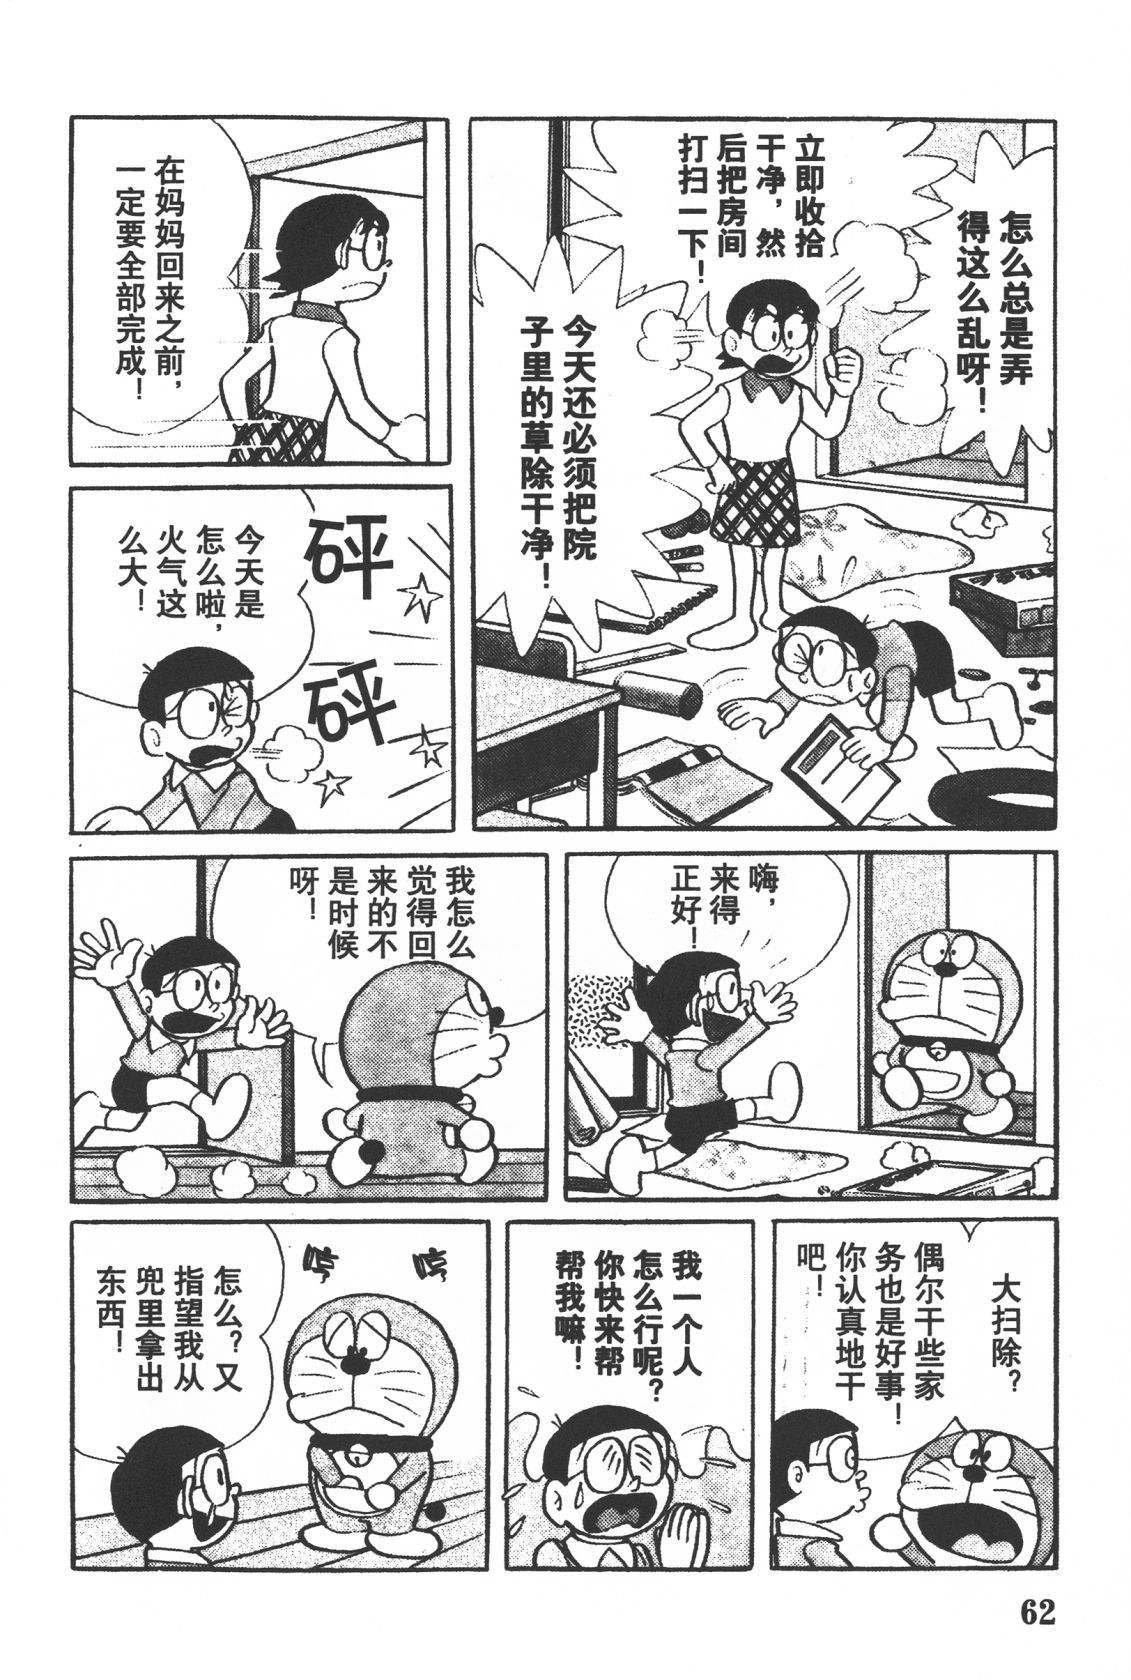 怎么总是弄
得这么乱呀！
立即收拾
干净，然
后把房间
打扫一下！
今天还必须把院
子里的草除干净！
在妈妈回来之前，
一定要全部完成！
砰
砰
今天是
怎么啦，
火气这
么大！
嗨，
来得
正好！
我怎么
觉得回
来的不
是时候
呀！
大扫除？
偶尔干些家
务也是好事！
你认真地干
吧！
我一个人
怎么行呢？
你快来帮
帮我嘛！
哼
哼
怎么？又
指望我从
兜里拿出
东西！
62